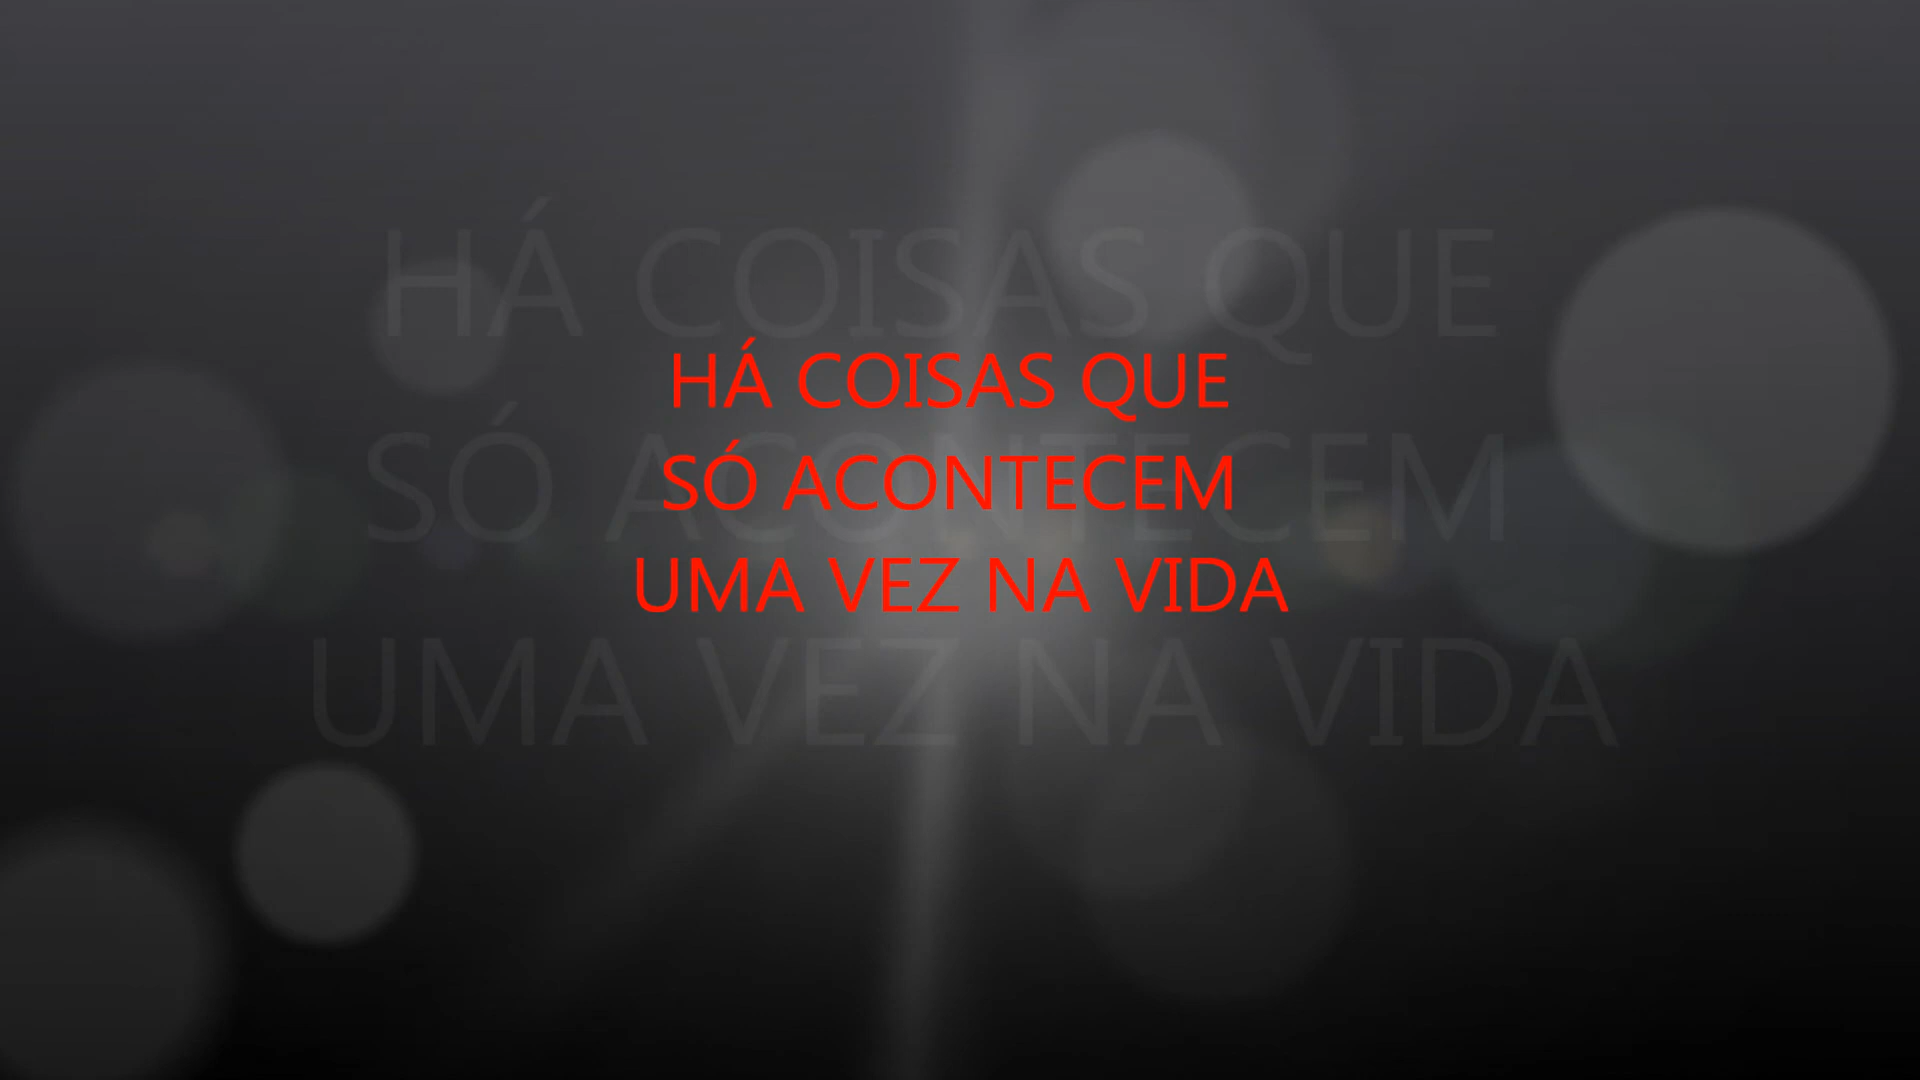 HÁ COISAS QUE
SÓ ACONTECEM
UMA VEZ NA VIDA
HÁ COISAS QUE
SÓ ACONTECEM
UMA VEZ NA VIDA